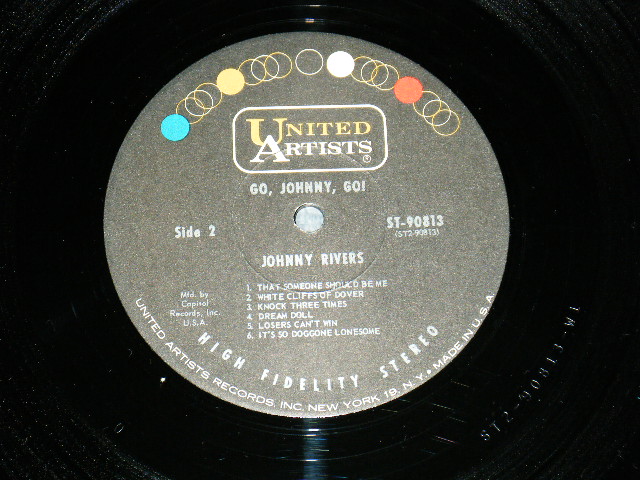 UNITED
ARTISTS ®
GO, JOHNNY, GO!
Side 2
ST-90813
(ST2-90813)
JOHNNY RIVERS
1. THAT SOMEONE SHOULD BE ME
2. WHITE CLIFFS OF DOVER
3. KNOCK THREE TIMES
4. DREAM DOLL
5. LOSERS CAN'T WIN
6. IT'S SO DOGGONE LONESOME
Mfd. by
Capitol
Records, Inc.
U.S.A.
HIGH FIDELITY STEREO
UNITED ARTISTS RECORDS, INC. NEW YORK 19, N.Y. • MADE IN U.S.A.
ST2-90813-W1